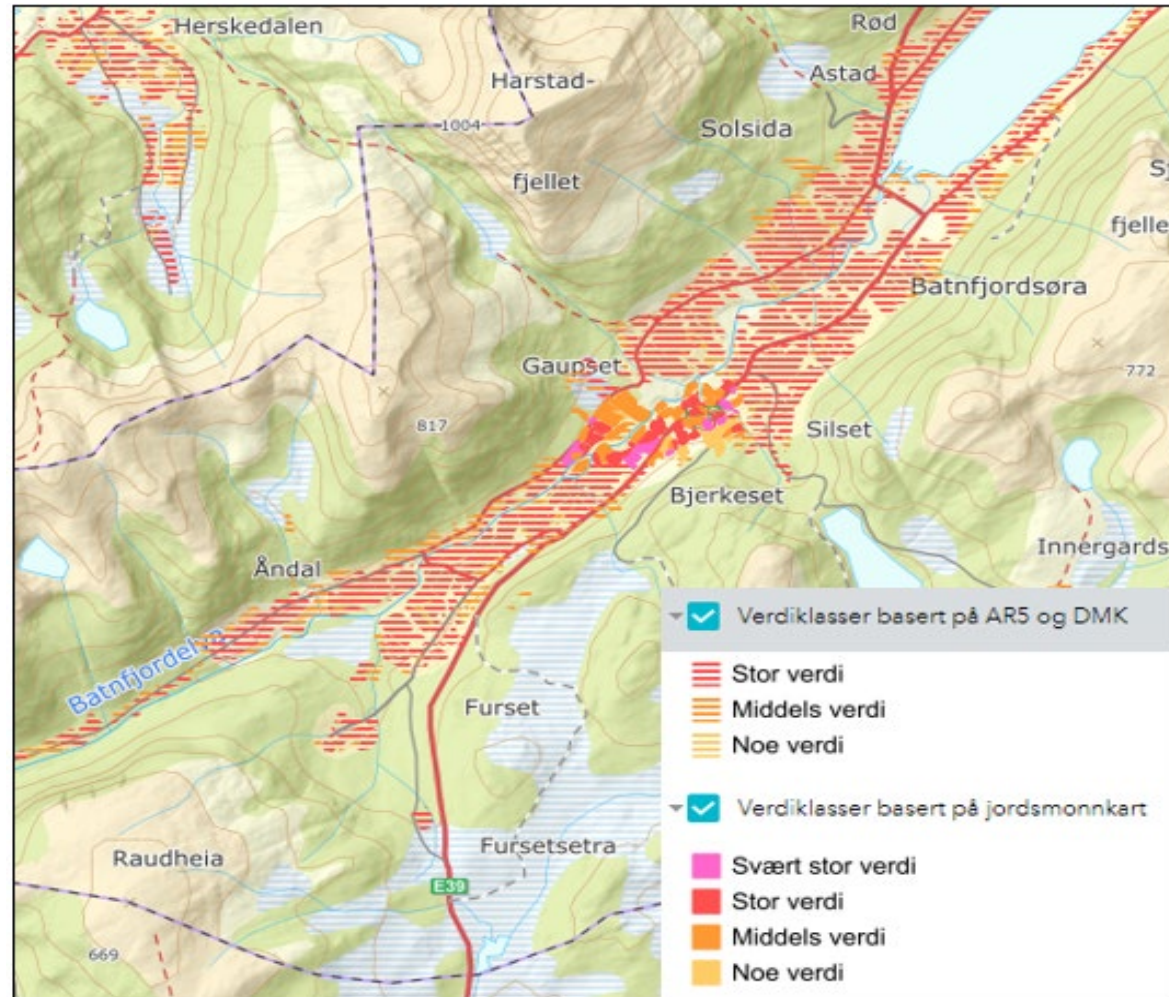 Herskedalen
Rød
Harstad-
Astad
1004
Solsida
fjellet
fjelle
Batnfjordsøra
Gaupset
772
817
Silset
Bjerkeset
Innergards
Åndal
Batnfjordelva
Furset
Raudheia
Fursetsetra
E39
669
Verdiklasser basert på AR5 og DMK
Stor verdi
Middels verdi
Noe verdi
Verdiklasser basert på jordsmonnkart
Svært stor verdi
Stor verdi
Middels verdi
Noe verdi